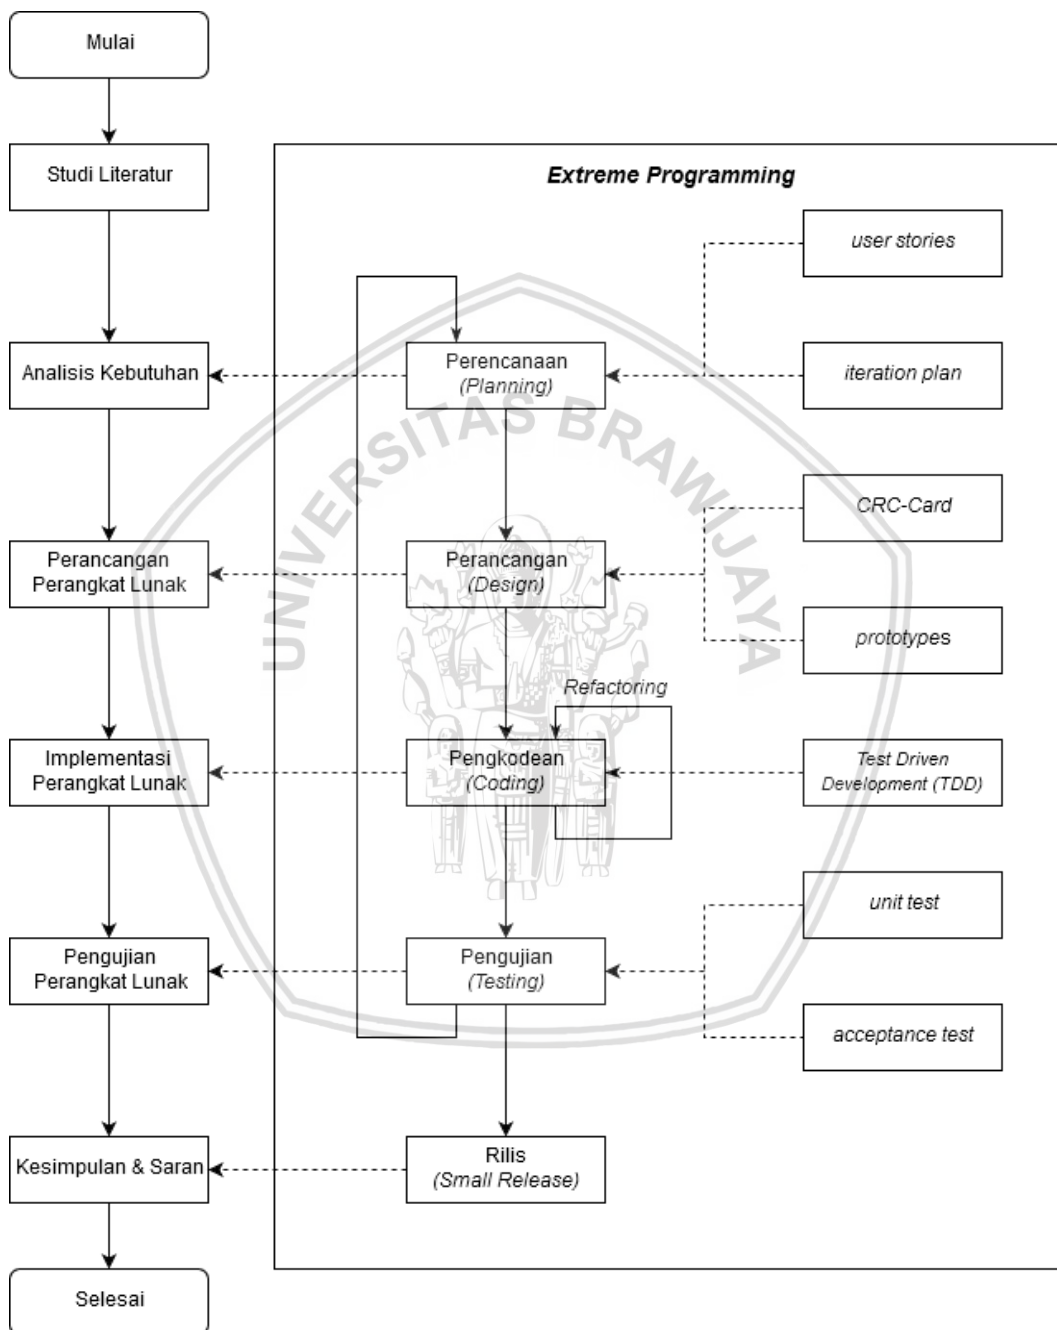 Mulai
Studi Literatur
Extreme Programming
user stories
Analisis Kebutuhan
Perencanaan
(Planning)
iteration plan
UNIVERSITAS BRAWIJAYA
CRC-Card
Perancangan
Perangkat Lunak
Perancangan
(Design)
prototypes
Refactoring
Implementasi
Perangkat Lunak
Pengkodean
(Coding)
Test Driven
Development (TDD)
unit test
Pengujian
Perangkat Lunak
Pengujian
(Testing)
acceptance test
Kesimpulan & Saran
Rilis
(Small Release)
Selesai